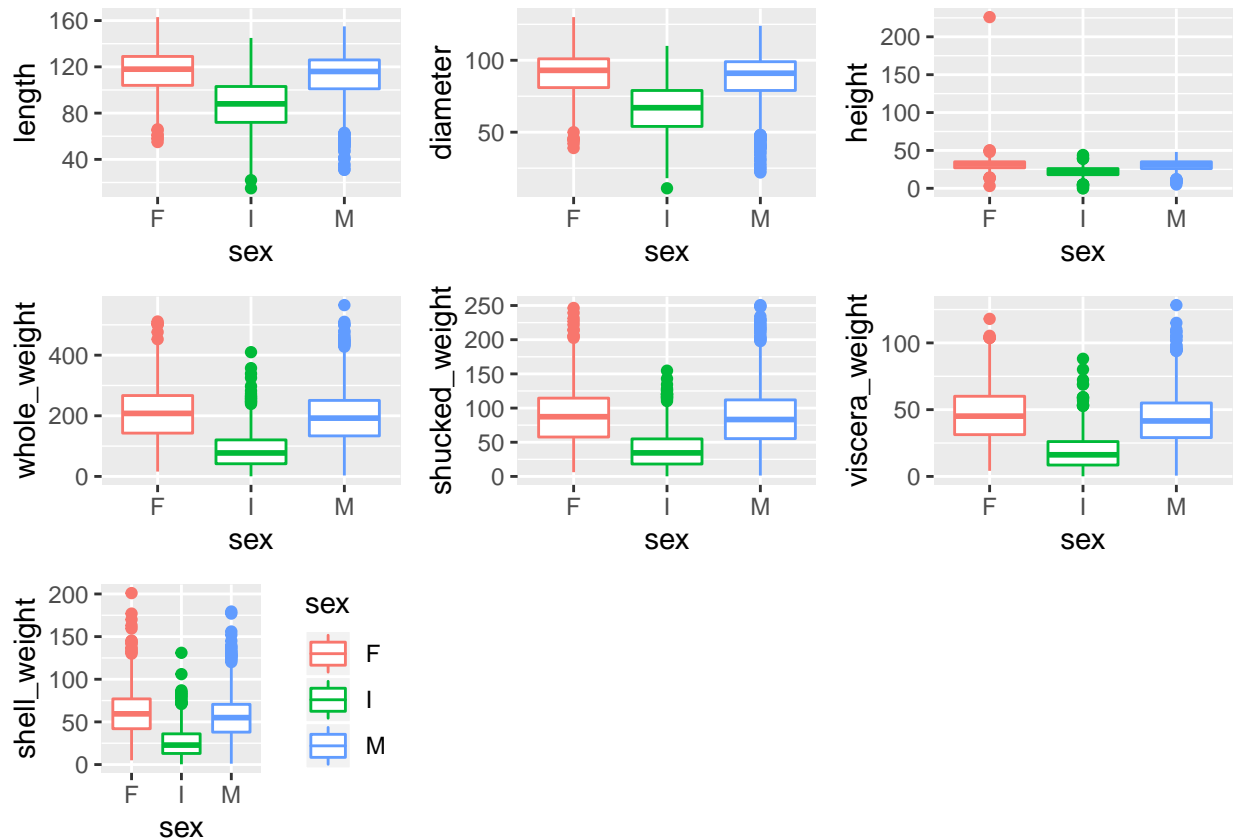 length
160
120
80
40
F I M
sex
diameter
100
50
F I M
sex
height
200
150
100
50
0
F I M
sex
whole_weight
400
200
0
F I M
sex
shucked_weight
250
200
150
100
50
0
F I M
sex
viscera_weight
100
50
0
F I M
sex
shell_weight
200
150
100
50
0
F I M
sex
sex
F
I
M